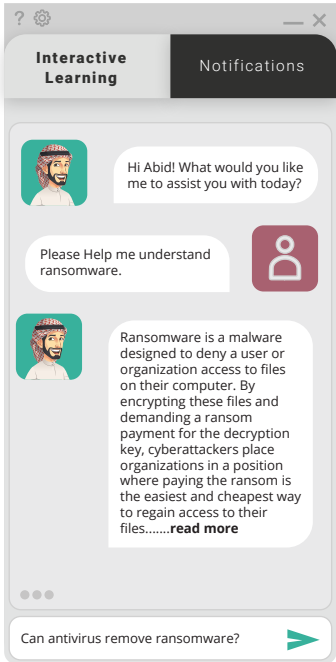 ?
Interactive
Learning
Notifications
Hi Abid! What would you like
me to assist you with today?
Please Help me understand
ransomware.
Ransomware is a malware
designed to deny a user or
organization access to files
on their computer. By
encrypting these files and
demanding a ransom
payment for the decryption
key, cyberattackers place
organizations in a position
where paying the ransom is
the easiest and cheapest way
to regain access to their
files.......read more
Can antivirus remove ransomware?